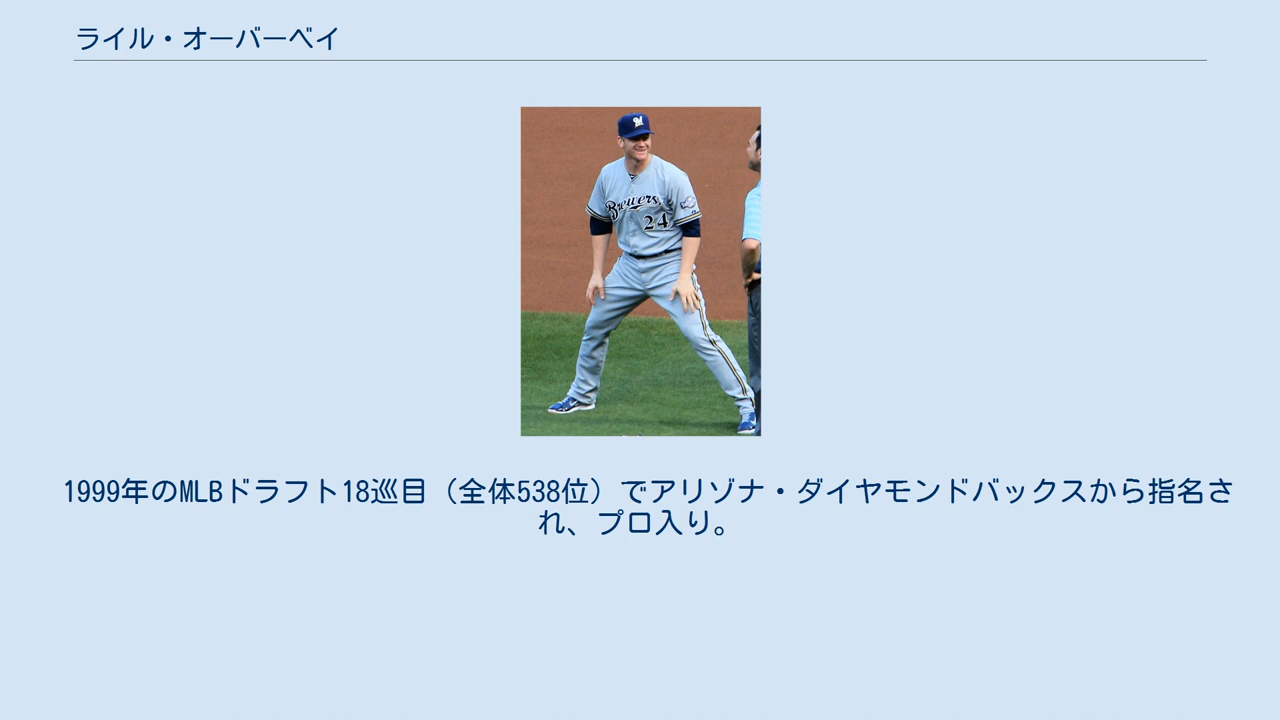 ライル・オーバーベイ
Brewers
24
1999年のMLBドラフト18巡目（全体538位）でアリゾナ・ダイヤモンドバックスから指名さ
れ、プロ入り。